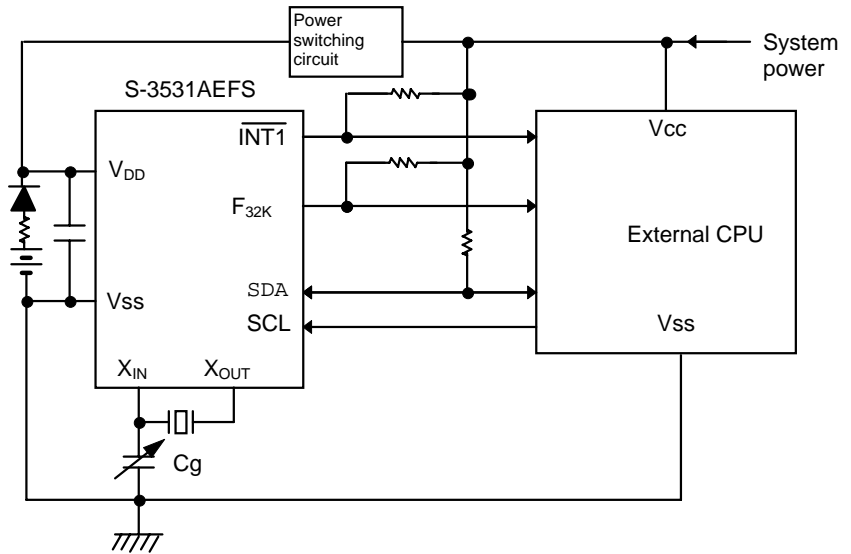 Power
switching
circuit
System
power
S-3531AEFS
INT1
Vcc
VDD
F32K
External CPU
SDA
Vss
SCL
Vss
XIN
XOUT
Cg